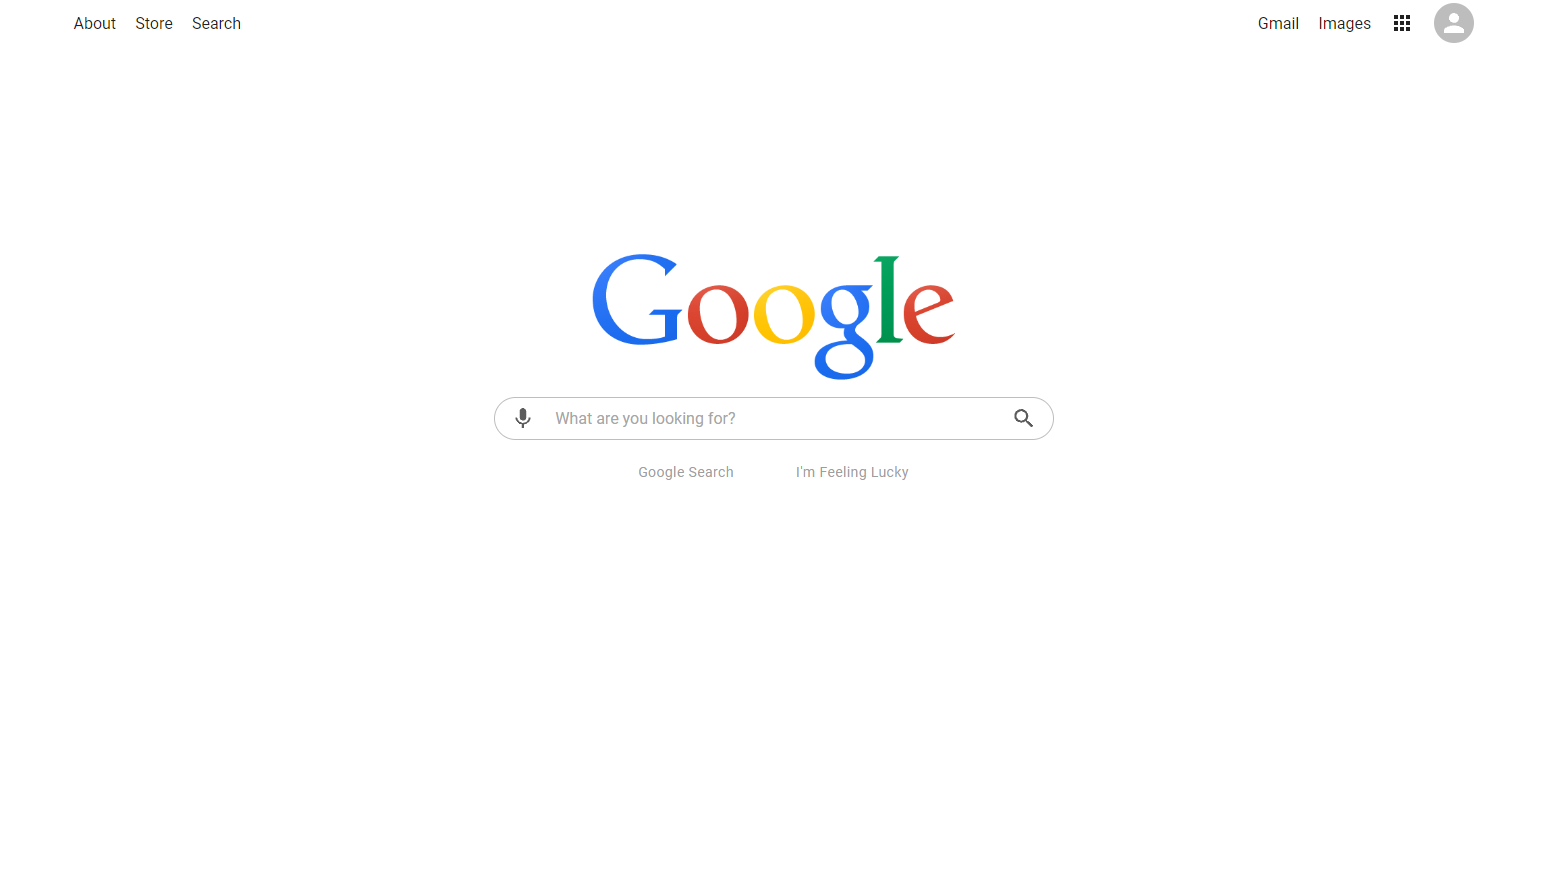 About Store Search Gmail Images
Google
What are you looking for?
Google Search I'm Feeling Lucky